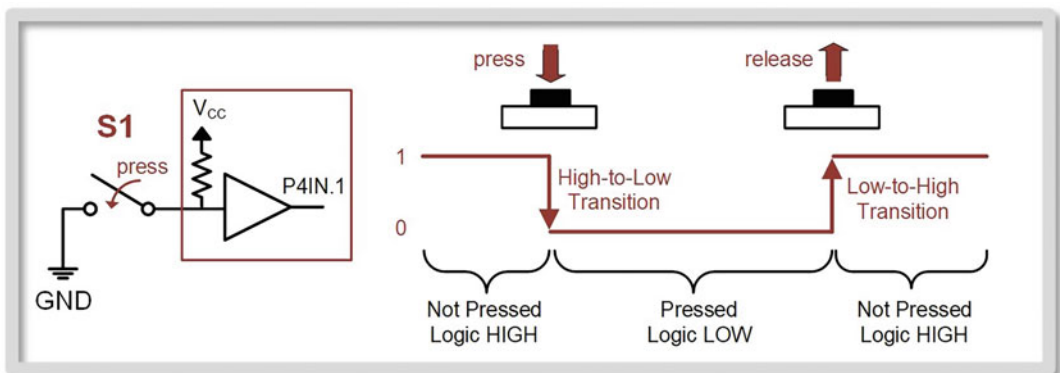 S1
press
VCC
P4IN.1
GND
press
release
1
0
High-to-Low
Transition
Low-to-High
Transition
Not Pressed
Logic HIGH
Pressed
Logic LOW
Not Pressed
Logic HIGH